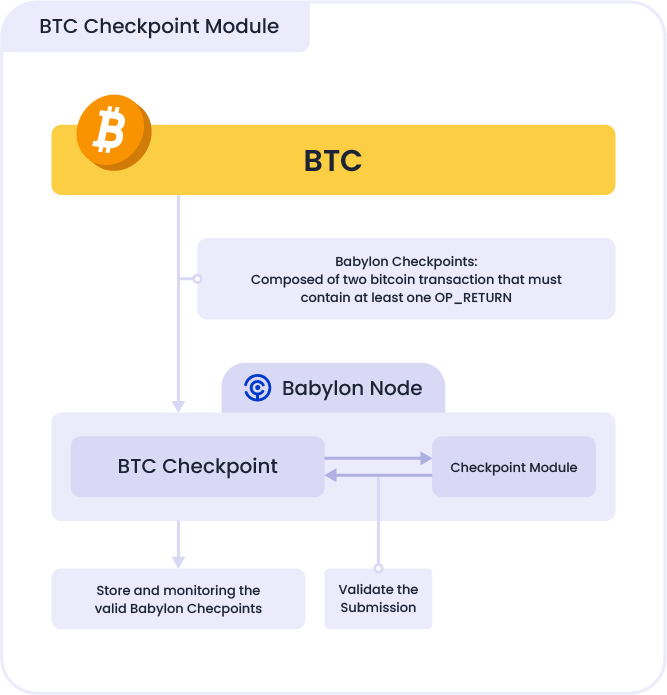 BTC Checkpoint Module
BTC
Babylon Checkpoints:
Composed of two bitcoin transaction that must
contain at least one OP_RETURN
Babylon Node
BTC Checkpoint
Checkpoint Module
Store and monitoring the
valid Babylon Checpoints
Validate the
Submission